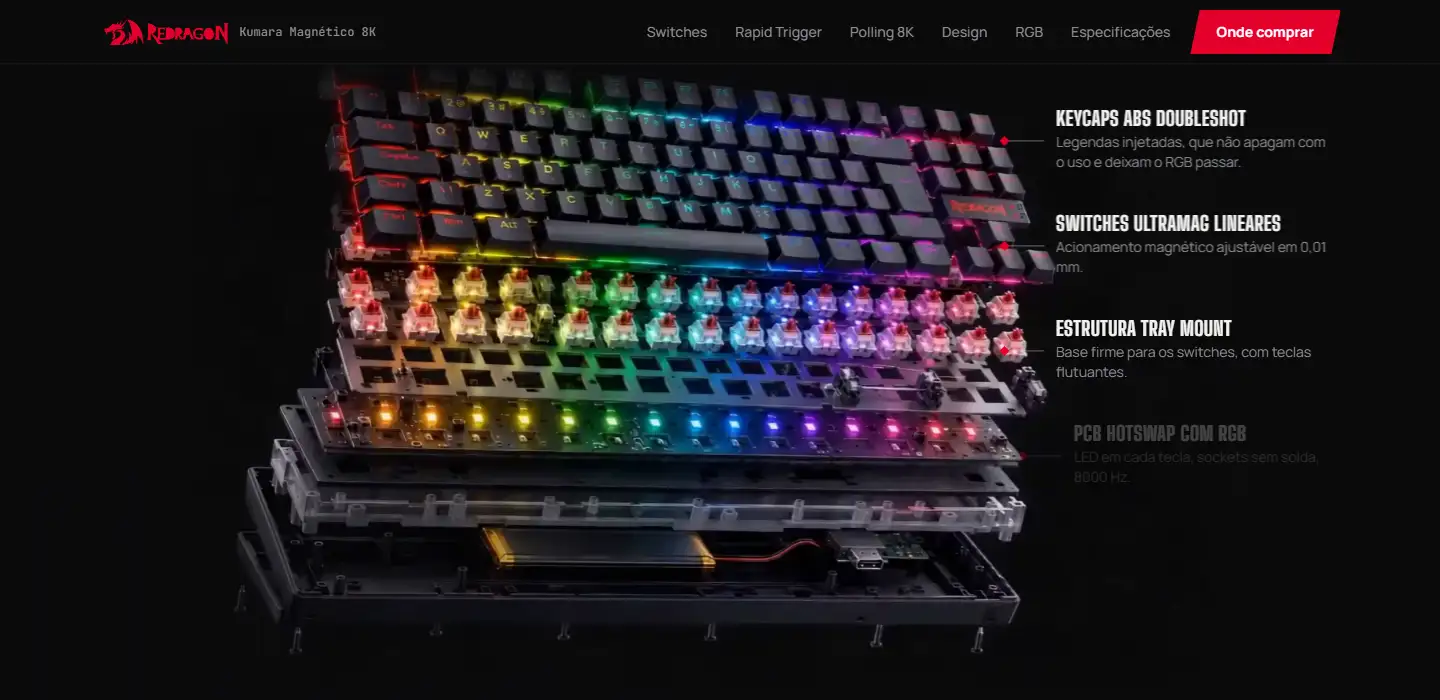 REDRAGON
Kumara Magnético 8K
Switches
Rapid Trigger
Polling 8K
Design
RGB
Especificações
Onde comprar
KEYCAPS ABS DOUBLESHOT
Legendas injetadas, que não apagam com
o uso e deixam o RGB passar.
SWITCHES ULTRAMAG LINEARES
Acionamento magnético ajustável em 0,01
mm.
ESTRUTURA TRAY MOUNT
Base firme para os switches, com teclas
flutuantes.
PCB HOTSWAP COM RGB
LED em cada tecla, sockets sem solda,
8000 Hz.
Q W E R T Y U I O
A S D F G H J K L
Z X C V B N M
Alt
REDRAGON